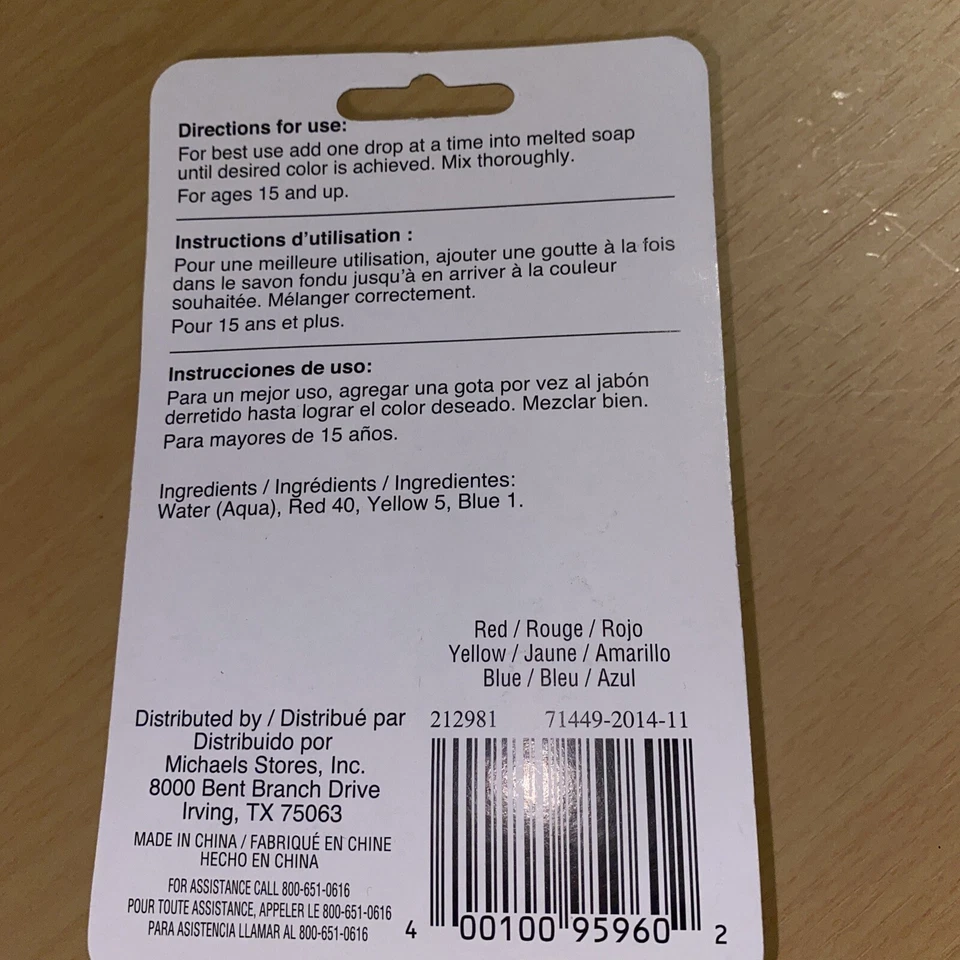 Directions for use:
For best use add one drop at a time into melted soap
until desired color is achieved. Mix thoroughly.
For ages 15 and up.
Instructions d'utilisation :
Pour une meilleure utilisation, ajouter une goutte à la fois
dans le savon fondu jusqu'à en arriver à la couleur
souhaitée. Mélanger correctement.
Pour 15 ans et plus.
Instrucciones de uso:
Para un mejor uso, agregar una gota por vez al jabón
derretido hasta lograr el color deseado. Mezclar bien.
Para mayores de 15 años.
Ingredients / Ingrédients / Ingredientes:
Water (Aqua), Red 40, Yellow 5, Blue 1.
Red / Rouge / Rojo
Yellow / Jaune / Amarillo
Blue / Bleu / Azul
Distributed by / Distribué par
Distribuido por
Michaels Stores, Inc.
8000 Bent Branch Drive
Irving, TX 75063
MADE IN CHINA / FABRIQUÉ EN CHINE
HECHO EN CHINA
FOR ASSISTANCE CALL 800-651-0616
POUR TOUTE ASSISTANCE, APPELER LE 800-651-0616
PARA ASISTENCIA LLAMAR AL 800-651-0616
212981 71449-2014-11
4 00100 95960 2